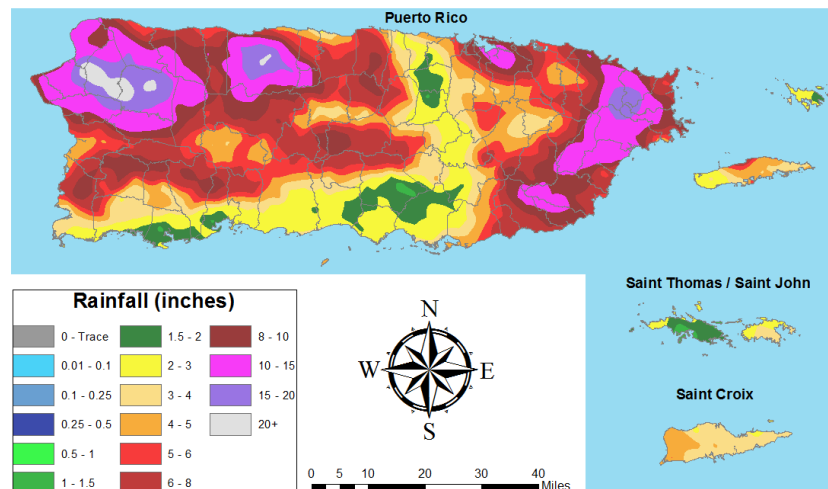 Puerto Rico
Saint Thomas / Saint John
Rainfall (inches)
0 - Trace
0.01 - 0.1
0.1 - 0.25
0.25 - 0.5
0.5 - 1
1 - 1.5
1.5 - 2
2 - 3
3 - 4
4 - 5
5 - 6
6 - 8
8 - 10
10 - 15
15 - 20
20+
N
W
E
S
Saint Croix
0 5 10 20 30 40
Miles